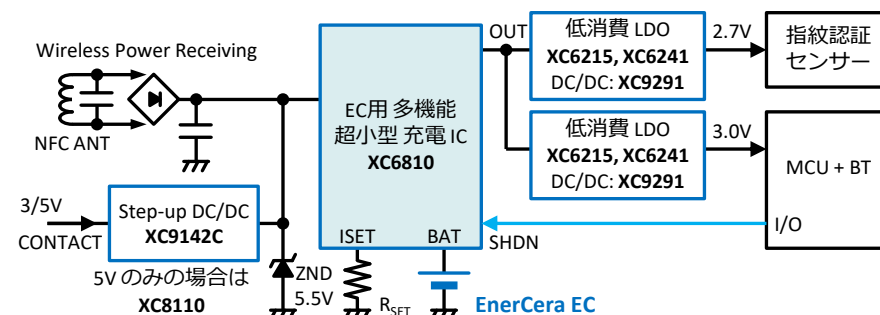 Wireless Power Receiving
NFC ANT
3/5V
CONTACT
Step-up DC/DC
XC9142C
5V のみの場合は
XC8110
ZND
5.5V
EC用 多機能
超小型 充電 IC
XC6810
ISET
BAT
RSET
EnerCera EC
OUT
低消費 LDO
XC6215, XC6241
DC/DC: XC9291
2.7V
指紋認証
センサー
低消費 LDO
XC6215, XC6241
DC/DC: XC9291
3.0V
MCU + BT
I/O
SHDN